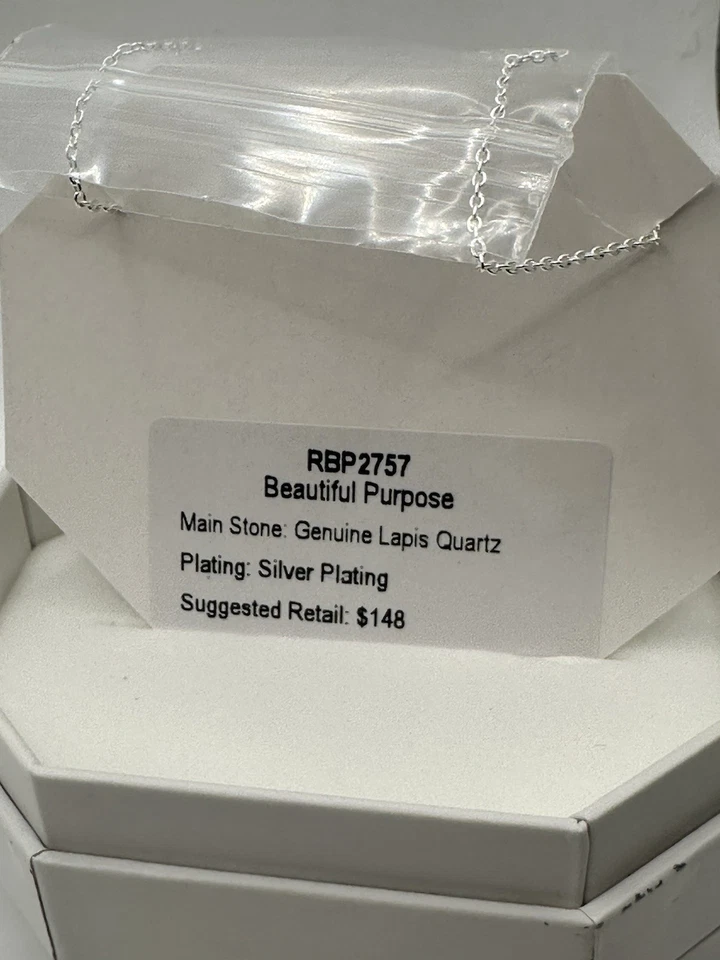 RBP2757
Beautiful Purpose
Main Stone: Genuine Lapis Quartz
Plating: Silver Plating
Suggested Retail: $148